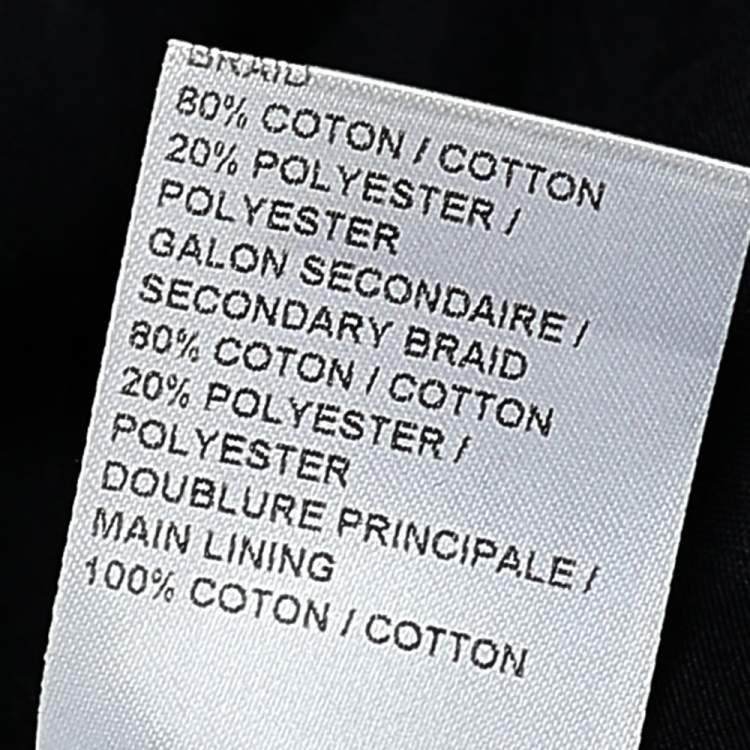 BRAID
80% COTON / COTTON
20% POLYESTER /
POLYESTER
GALON SECONDAIRE /
SECONDARY BRAID
80% COTON / COTTON
20% POLYESTER /
POLYESTER
DOUBLURE PRINCIPALE /
MAIN LINING
100% COTON / COTTON